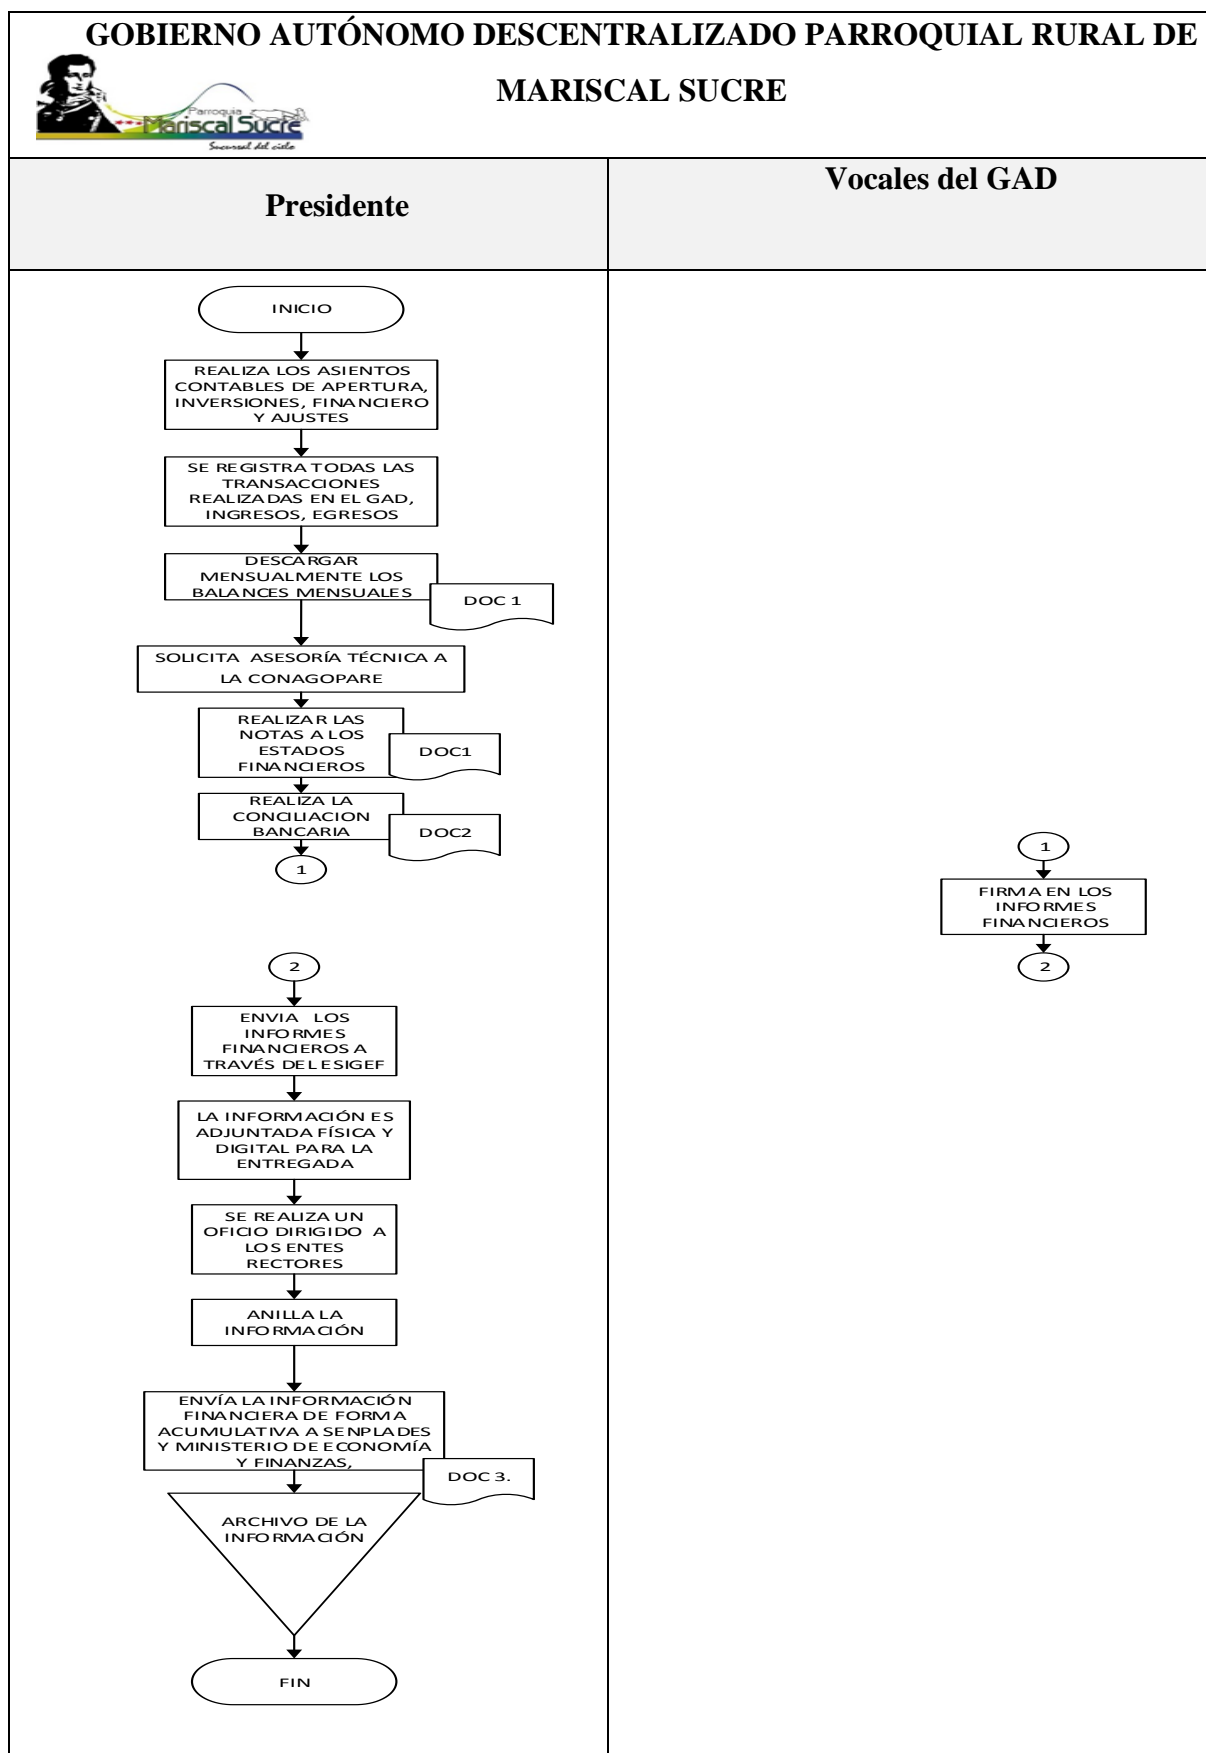 GOBIERNO AUTÓNOMO DESCENTRALIZADO PARROQUIAL RURAL DE
MARISCAL SUCRE
Parroquia
Mariscal Sucre
Sucursal del cielo
Presidente
Vocales del GAD
INICIO
REALIZA LOS ASIENTOS
CONTABLES DE APERTURA,
INVERSIONES, FINANCIERO
Y AJUSTES
SE REGISTRA TODAS LAS
TRANSACCIONES
REALIZADAS EN EL GAD,
INGRESOS, EGRESOS
DESCARGAR
MENSUALMENTE LOS
BALANCES MENSUALES
DOC 1
SOLICITA ASESORÍA TÉCNICA A
LA CONAGOPARE
REALIZAR LAS
NOTAS A LOS
ESTADOS
FINANCIEROS
DOC1
REALIZA LA
CONCILIACION
BANCARIA
DOC2
1
1
FIRMA EN LOS
INFORMES
FINANCIEROS
2
2
ENVIA LOS
INFORMES
FINANCIEROS A
TRAVÉS DEL ESIGEF
LA INFORMACIÓN ES
ADJUNTADA FÍSICA Y
DIGITAL PARA LA
ENTREGADA
SE REALIZA UN
OFICIO DIRIGIDO A
LOS ENTES
RECTORES
ANILLA LA
INFORMACIÓN
ENVÍA LA INFORMACIÓN
FINANCIERA DE FORMA
ACUMULATIVA A SENPLADES
Y MINISTERIO DE ECONOMÍA
Y FINANZAS,
DOC 3.
ARCHIVO DE LA
INFORMACIÓN
FIN